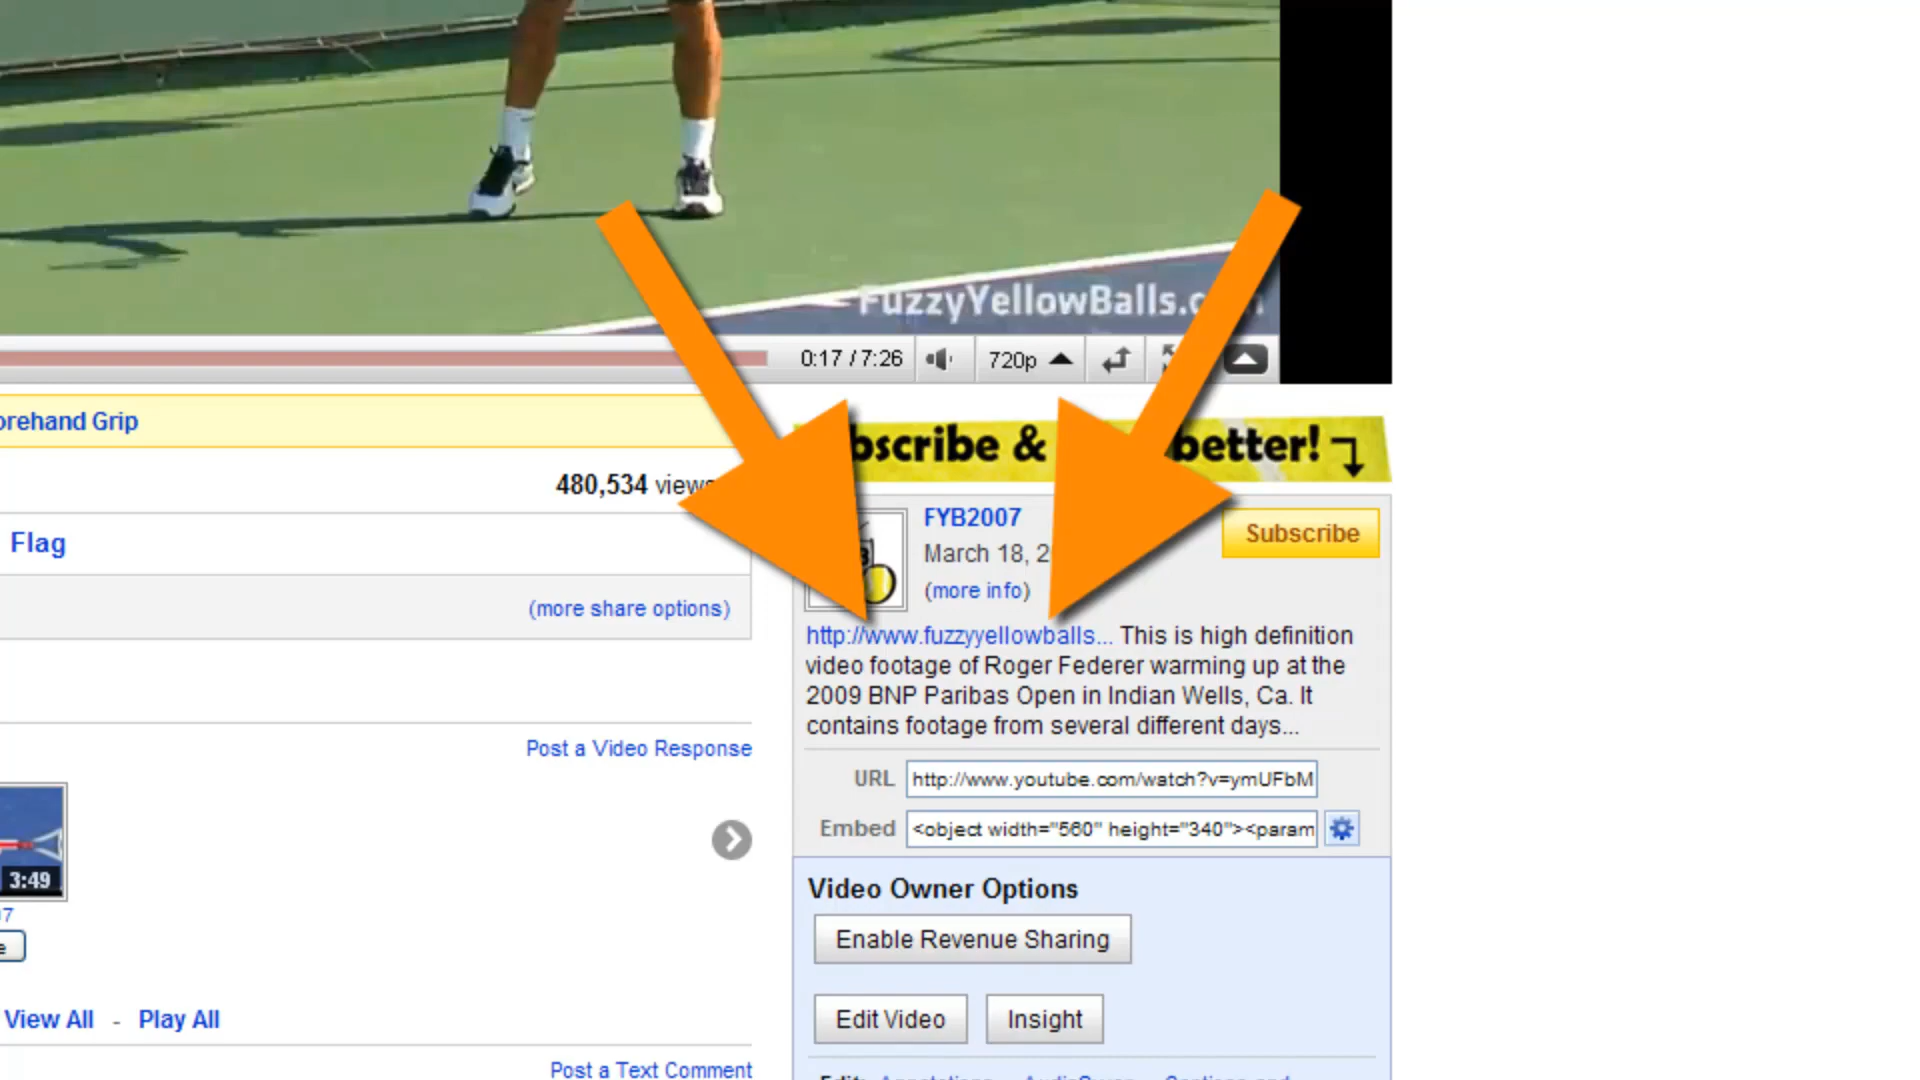 FuzzyYellowBalls.c
0:17 / 7:26
720p
orehand Grip
bscribe & better!
480,534 views
FYB2007
Subscribe
Flag
March 18, 2
(more info)
(more share options)
http://www.fuzzyyellowballs... This is high definition
video footage of Roger Federer warming up at the
2009 BNP Paribas Open in Indian Wells, Ca. It
contains footage from several different days...
Post a Video Response
URL http://www.youtube.com/watch?v=ymUFbM
Embed <object width="560" height="340"><param
3:49
Video Owner Options
Enable Revenue Sharing
View All - Play All
Edit Video
Insight
Post a Text Comment